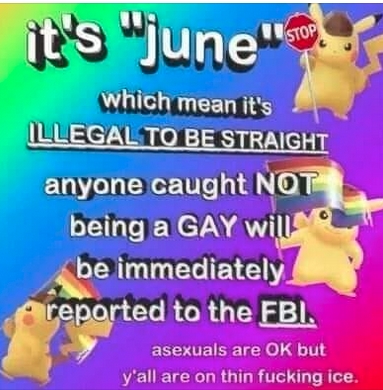 it's "june"
STOP
which mean it's
ILLEGAL TO BE STRAIGHT
anyone caught NOT
being a GAY will
be immediately
reported to the FBI.
asexuals are OK but
y'all are on thin fucking ice.